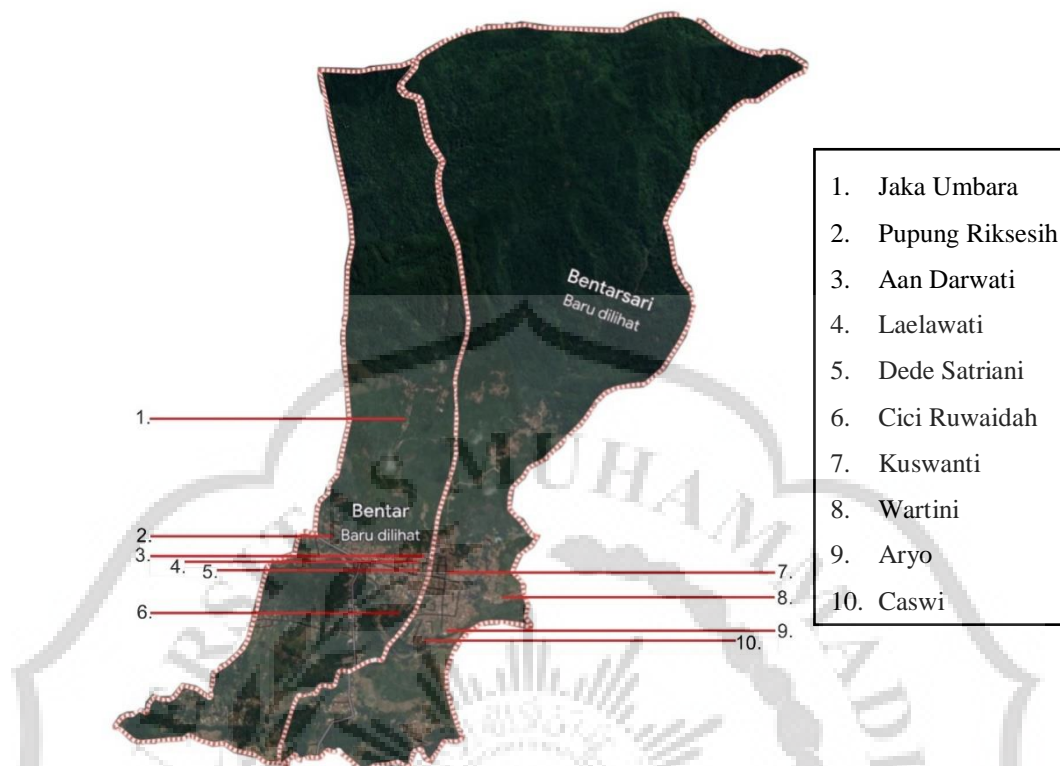 Bentarsari
Baru dilihat
1.
Bentar
Baru dilihat
2.
3.
4.
5.
6.
7.
8.
9.
10.
1. Jaka Umbara
2. Pupung Riksesih
3. Aan Darwati
4. Laelawati
5. Dede Satriani
6. Cici Ruwaidah
7. Kuswanti
8. Wartini
9. Aryo
10. Caswi
S MUHAMMADI
ERSIT